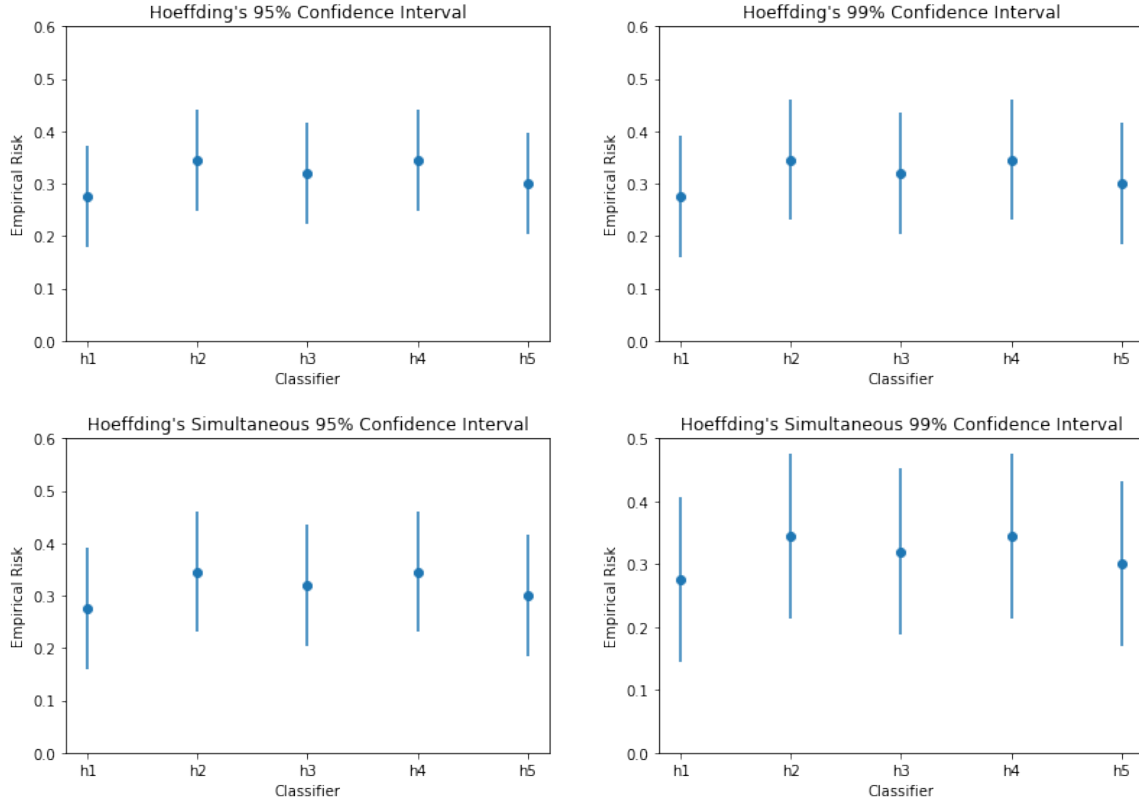 Hoeffding's 95% Confidence Interval
0.6
0.5
0.4
0.3
0.2
0.1
0.0
Empirical Risk
h1 h2 h3 h4 h5
Classifier
Hoeffding's 99% Confidence Interval
0.6
0.5
0.4
0.3
0.2
0.1
0.0
Empirical Risk
h1 h2 h3 h4 h5
Classifier
Hoeffding's Simultaneous 95% Confidence Interval
0.6
0.5
0.4
0.3
0.2
0.1
0.0
Empirical Risk
h1 h2 h3 h4 h5
Classifier
Hoeffding's Simultaneous 99% Confidence Interval
0.5
0.4
0.3
0.2
0.1
0.0
Empirical Risk
h1 h2 h3 h4 h5
Classifier